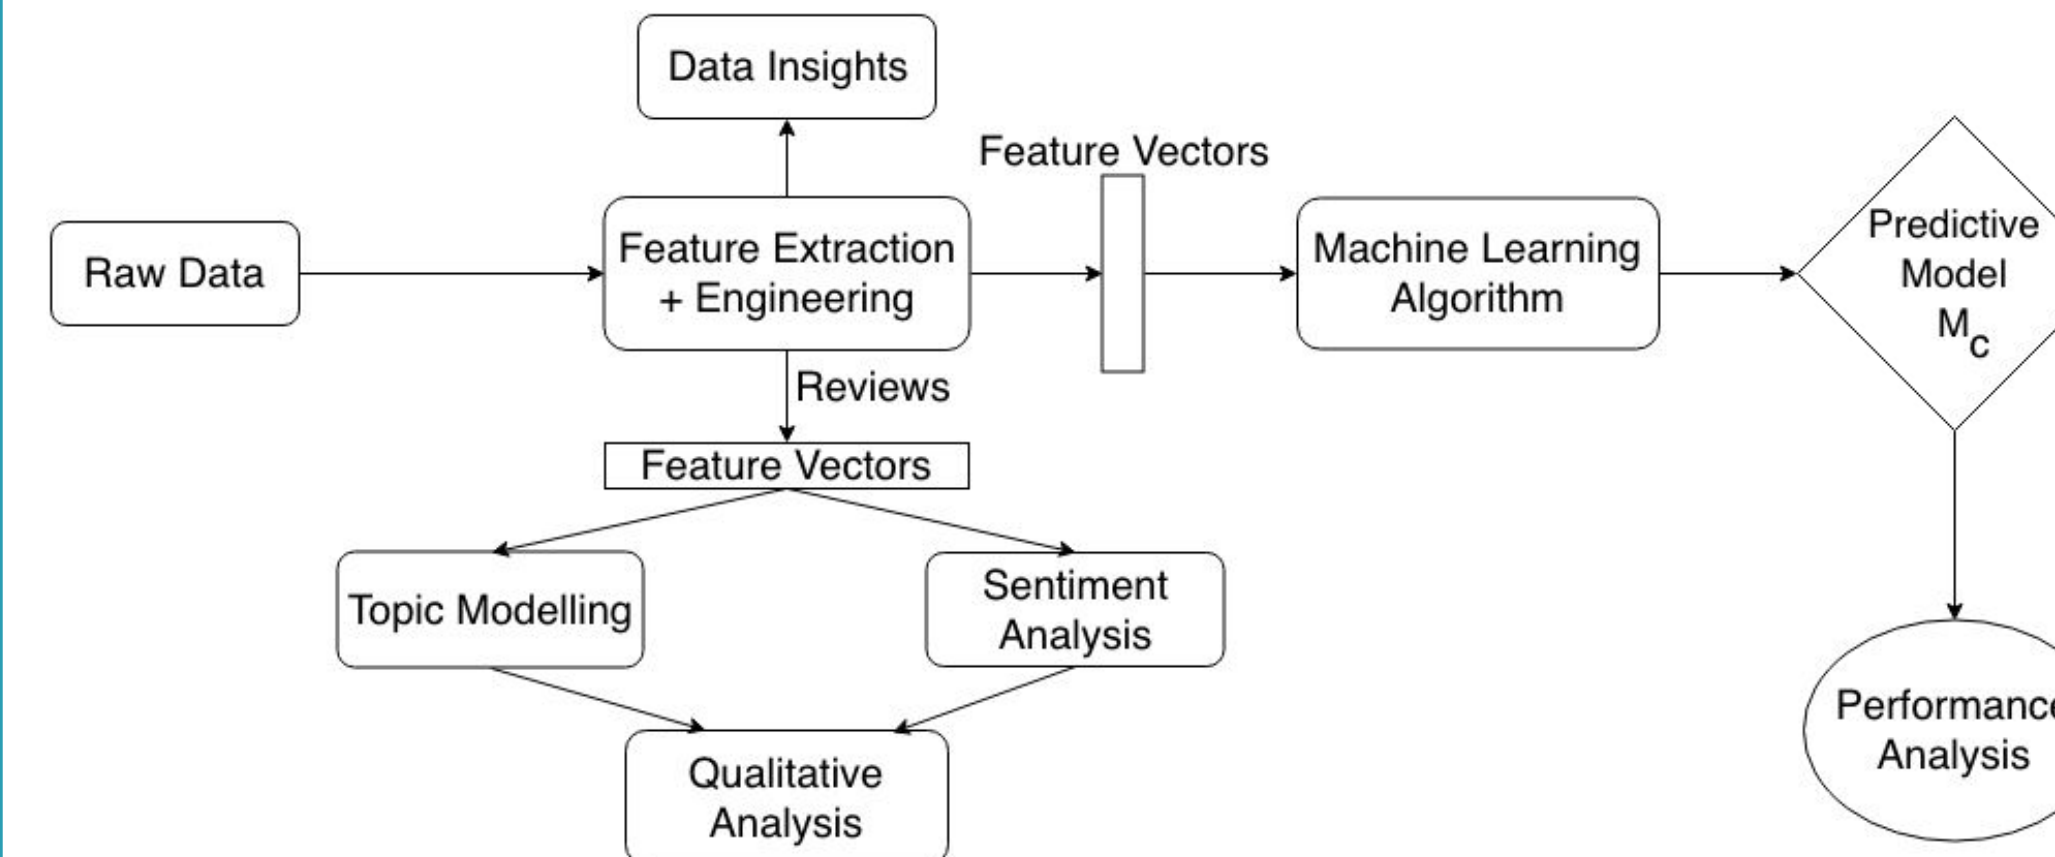 Data Insights
Feature Vectors
Raw Data
Feature Extraction
+ Engineering
Machine Learning
Algorithm
Predictive
Model
Mc
Reviews
Feature Vectors
Topic Modelling
Sentiment
Analysis
Performance
Analysis
Qualitative
Analysis